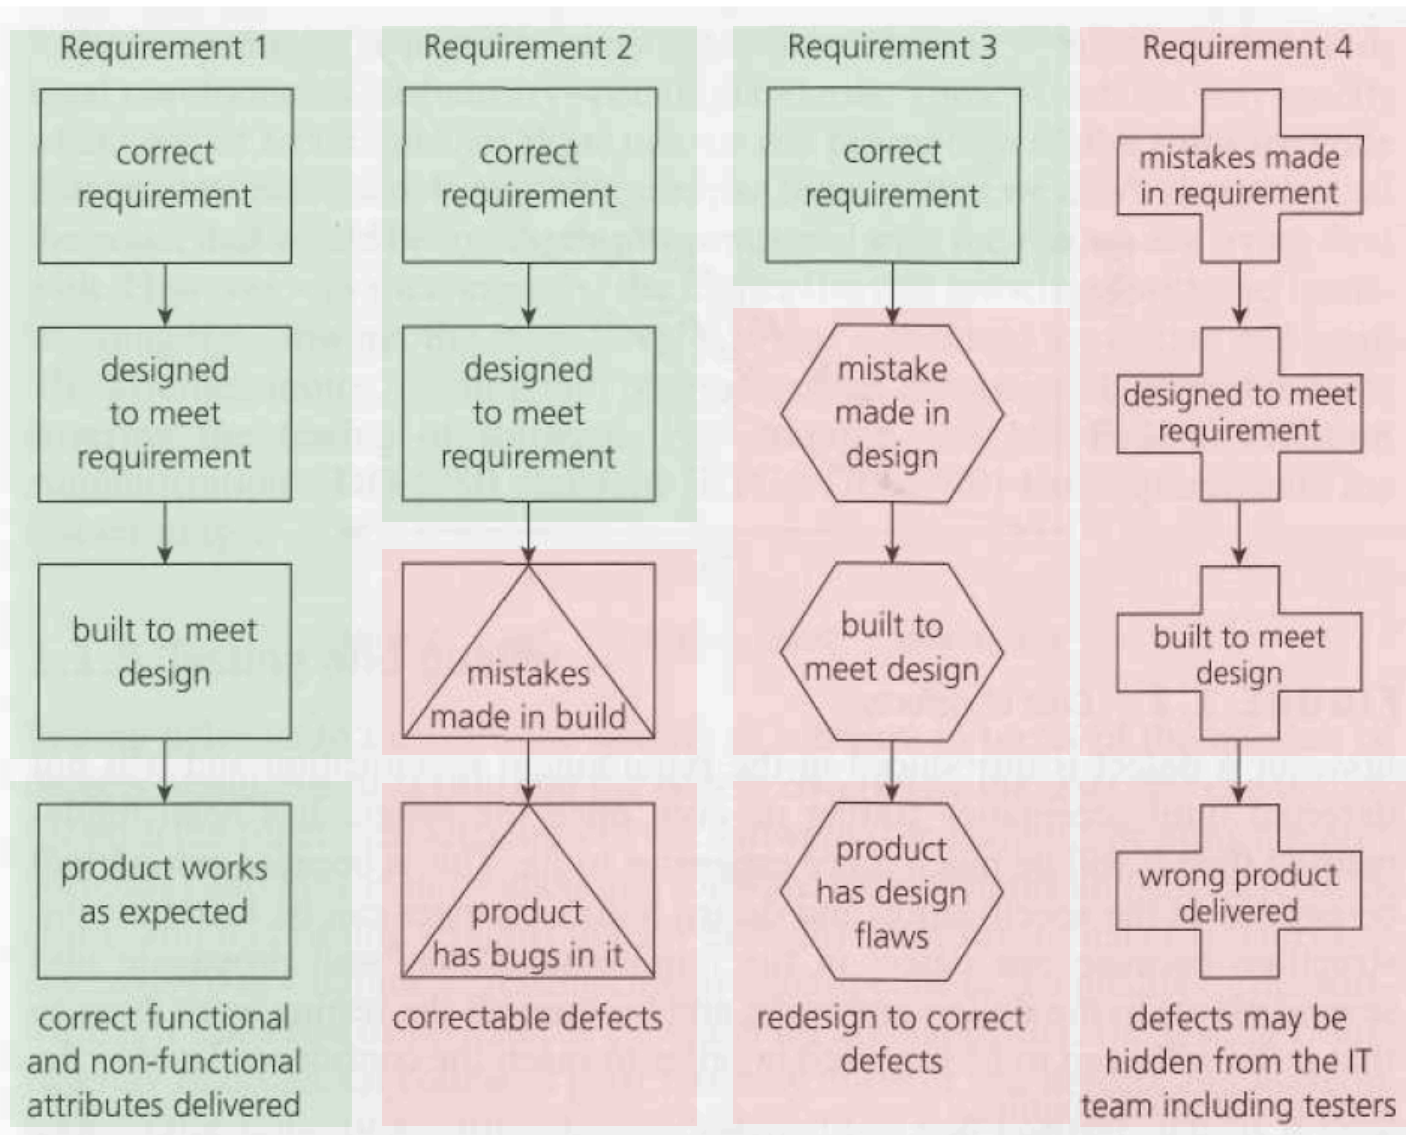 Requirement 1
correct
requirement
designed
to meet
requirement
built to meet
design
product works
as expected
correct functional
and non-functional
attributes delivered
Requirement 2
correct
requirement
designed
to meet
requirement
mistakes
made in build
product
has bugs in it
correctable defects
Requirement 3
correct
requirement
mistake
made in
design
built to
meet design
product
has design
flaws
redesign to correct
defects
Requirement 4
mistakes made
in requirement
designed to meet
requirement
built to meet
design
wrong product
delivered
defects may be
hidden from the IT
team including testers